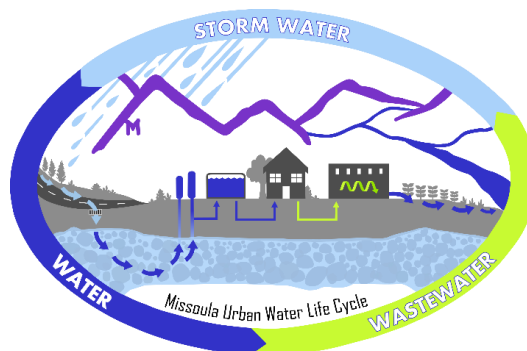 STORM WATER
M
WATER
WASTEWATER
Missoula Urban Water Life Cycle